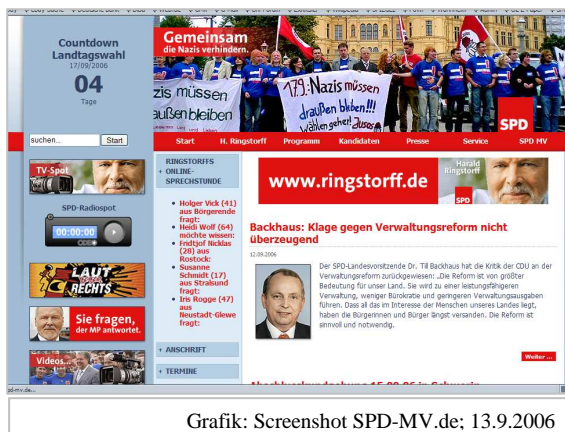 Countdown
Landtagswahl
17/09/2006
04
Tage
Gemeinsam
die Nazis verhindern.
zis müssen
außen bleiben
17.9.: Nazis müssen
draußen bleiben!!!
Wählen gehen! Jusos
SPD
suchen...
Start
Start
H. Ringstorff
Programm
Kandidaten
Presse
Service
SPD MV
TV-Spot
SPD-Radiospot
00:00:00
LAUT
RECHTS
Sie fragen,
der MP antwortet.
Videos...
RINGSTORFFS
ONLINE-
SPRECHSTUNDE
Holger Vick (41)
aus Börgerende
fragt:
Heidi Wolf (64)
möchte wissen:
Fridtjof Nicklas
(28) aus
Rostock:
Susanne
Schmidt (17)
aus Stralsund
fragt:
Iris Rogge (47)
aus
Neustadt-Glewe
fragt:
ANSCHRIFT
TERMINE
www.ringstorff.de
Harald
Ringstorff
SPD
Backhaus: Klage gegen Verwaltungsreform nicht
überzeugend
12.09.2006
Der SPD-Landesvorsitzende Dr. Till Backhaus hat die Kritik der CDU an der
Verwaltungsreform zurückgewiesen: „Die Reform ist von größter
Bedeutung für unser Land. Sie wird zu einer leistungsfähigeren
Verwaltung, weniger Bürokratie und geringeren Verwaltungsausgaben
führen. Dass all das im Interesse der Menschen unseres Landes liegt,
haben die Bürgerinnen und Bürger längst verstanden. Die Reform ist
sinnvoll und notwendig.
Weiter ...
Grafik: Screenshot SPD-MV.de; 13.9.2006